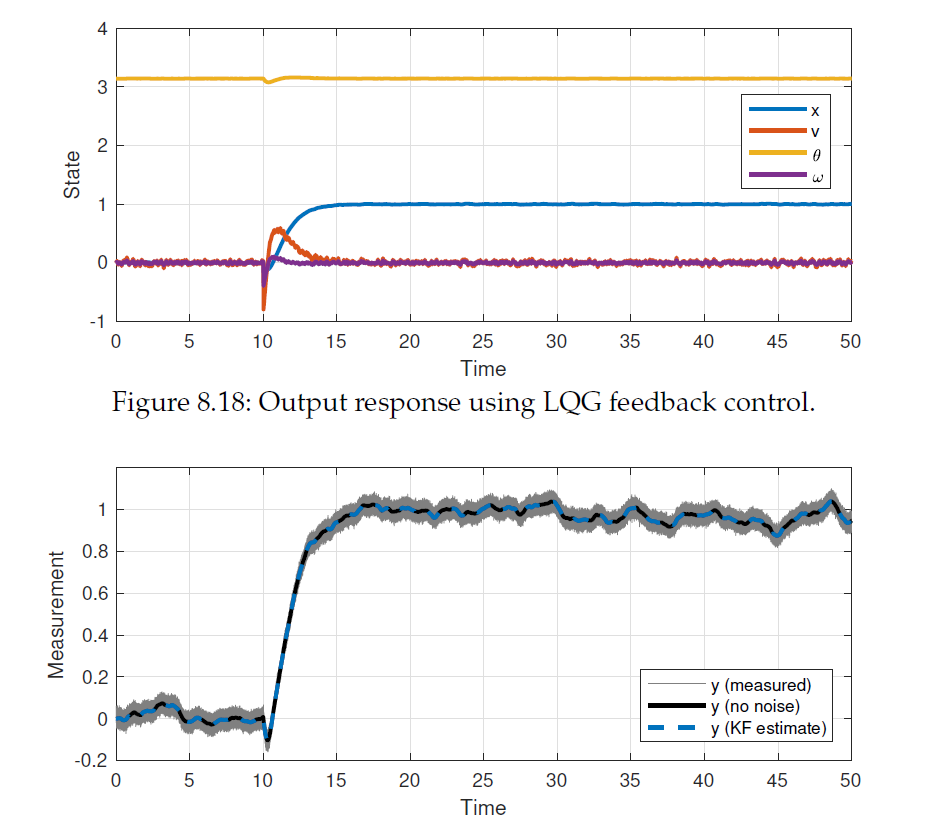 4
3
2
1
0
-1
State
x
v
θ
ω
0 5 10 15 20 25 30 35 40 45 50
Time
Figure 8.18: Output response using LQG feedback control.
1
0.8
0.6
0.4
0.2
0
-0.2
Measurement
y (measured)
y (no noise)
y (KF estimate)
0 5 10 15 20 25 30 35 40 45 50
Time